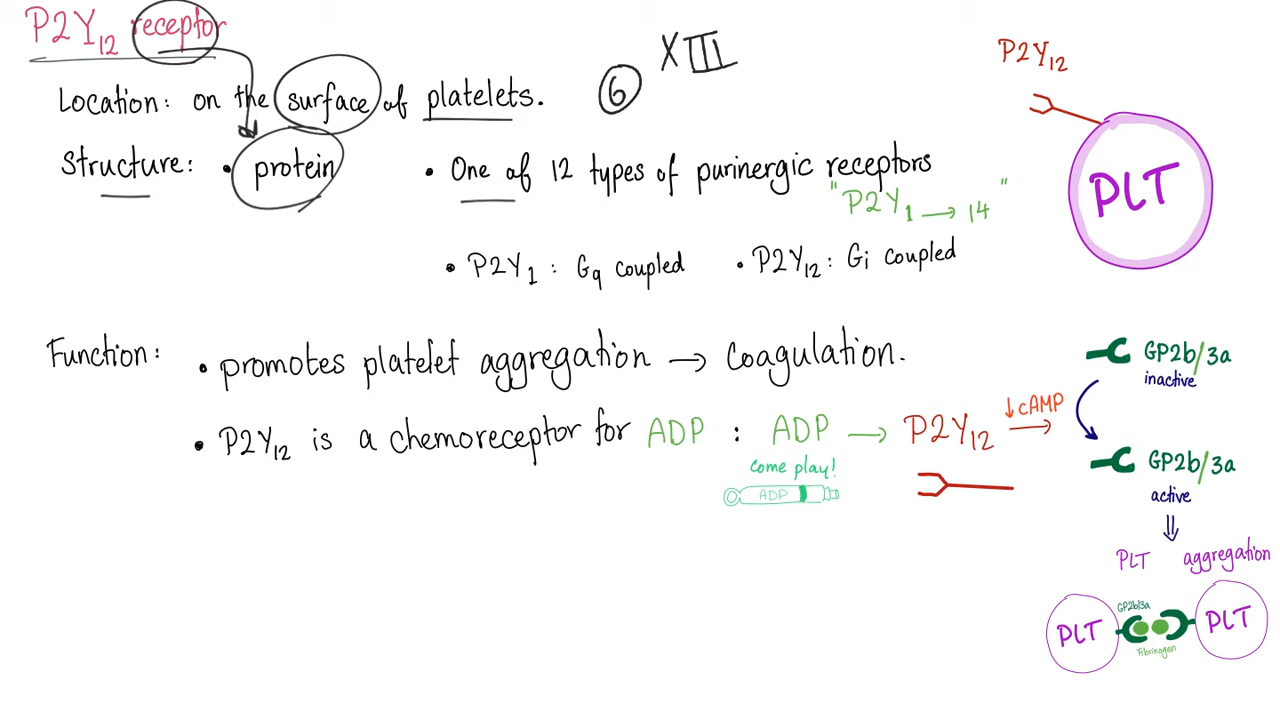 P2Y12 receptor
XIII
Location: on the surface of platelets.
6
Structure: • protein
• One of 12 types of purinergic receptors
"P2Y1 → 14"
• P2Y1 : Gq coupled
• P2Y12 : Gi coupled
P2Y12
PLT
Function: • promotes platelet aggregation → coagulation.
• P2Y12 is a chemoreceptor for ADP : ADP → P2Y12 ↓cAMP →
come play!
ADP
GP2b/3a
inactive
GP2b/3a
active
⇓
PLT aggregation
PLT
GP2b/3a
Fibrinogen
PLT